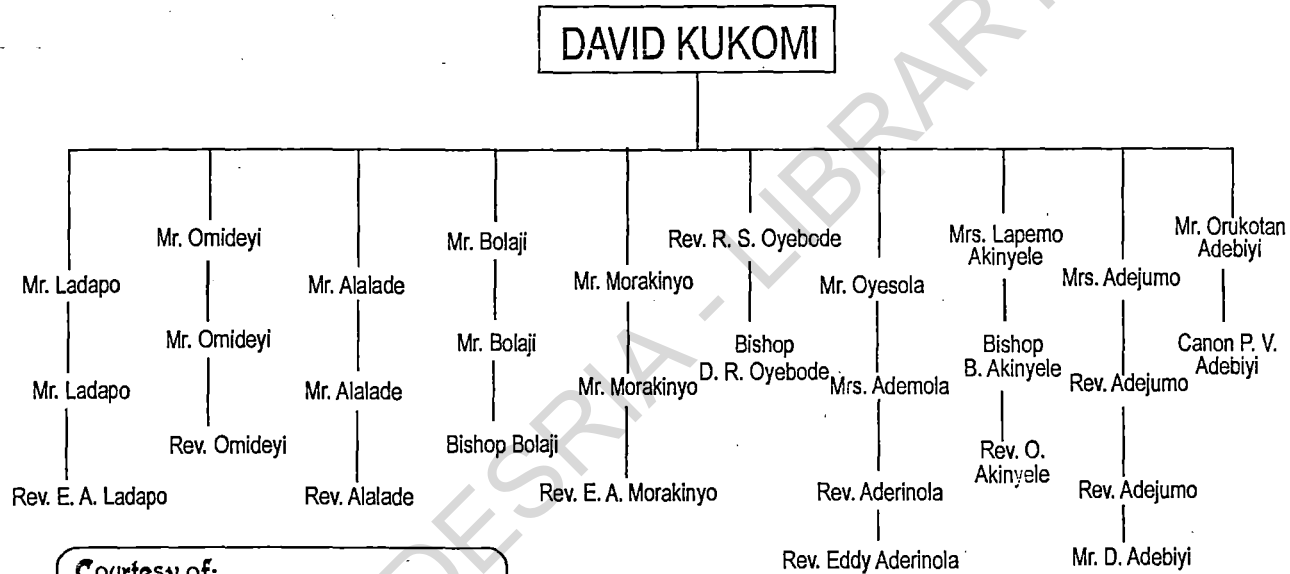 DAVID KUKOMI
Mr. Ladapo
Mr. Ladapo
Rev. E. A. Ladapo
Mr. Omideyi
Mr. Omideyi
Rev. Omideyi
Mr. Alalade
Mr. Alalade
Rev. Alalade
Mr. Bolaji
Mr. Bolaji
Bishop Bolaji
Mr. Morakinyo
Mr. Morakinyo
Rev. E. A. Morakinyo
Rev. R. S. Oyebode
Bishop
D. R. Oyebode
Mr. Oyesola
Mrs. Ademola
Rev. Aderinola
Rev. Eddy Aderinola
Mrs. Lapemo
Akinyele
Bishop
B. Akinyele
Rev. O.
Akinyele
Mrs. Adejumo
Rev. Adejumo
Rev. Adejumo
Mr. D. Adebiyi
Mr. Orukotan
Adebiyi
Canon P. V.
Adebiyi
Courtesy of:
DESRIA - LIBRAR